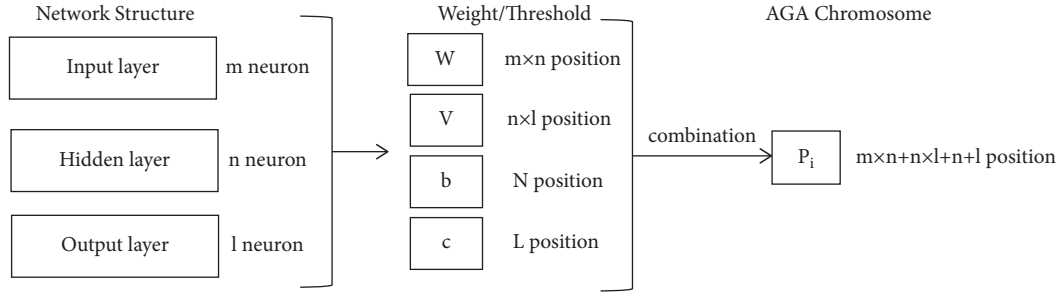 Network Structure
Weight/Threshold
AGA Chromosome
Input layer
m neuron
Hidden layer
n neuron
Output layer
l neuron
W
m×n position
V
n×l position
b
N position
c
L position
combination
Pi
m×n+n×l+n+l position